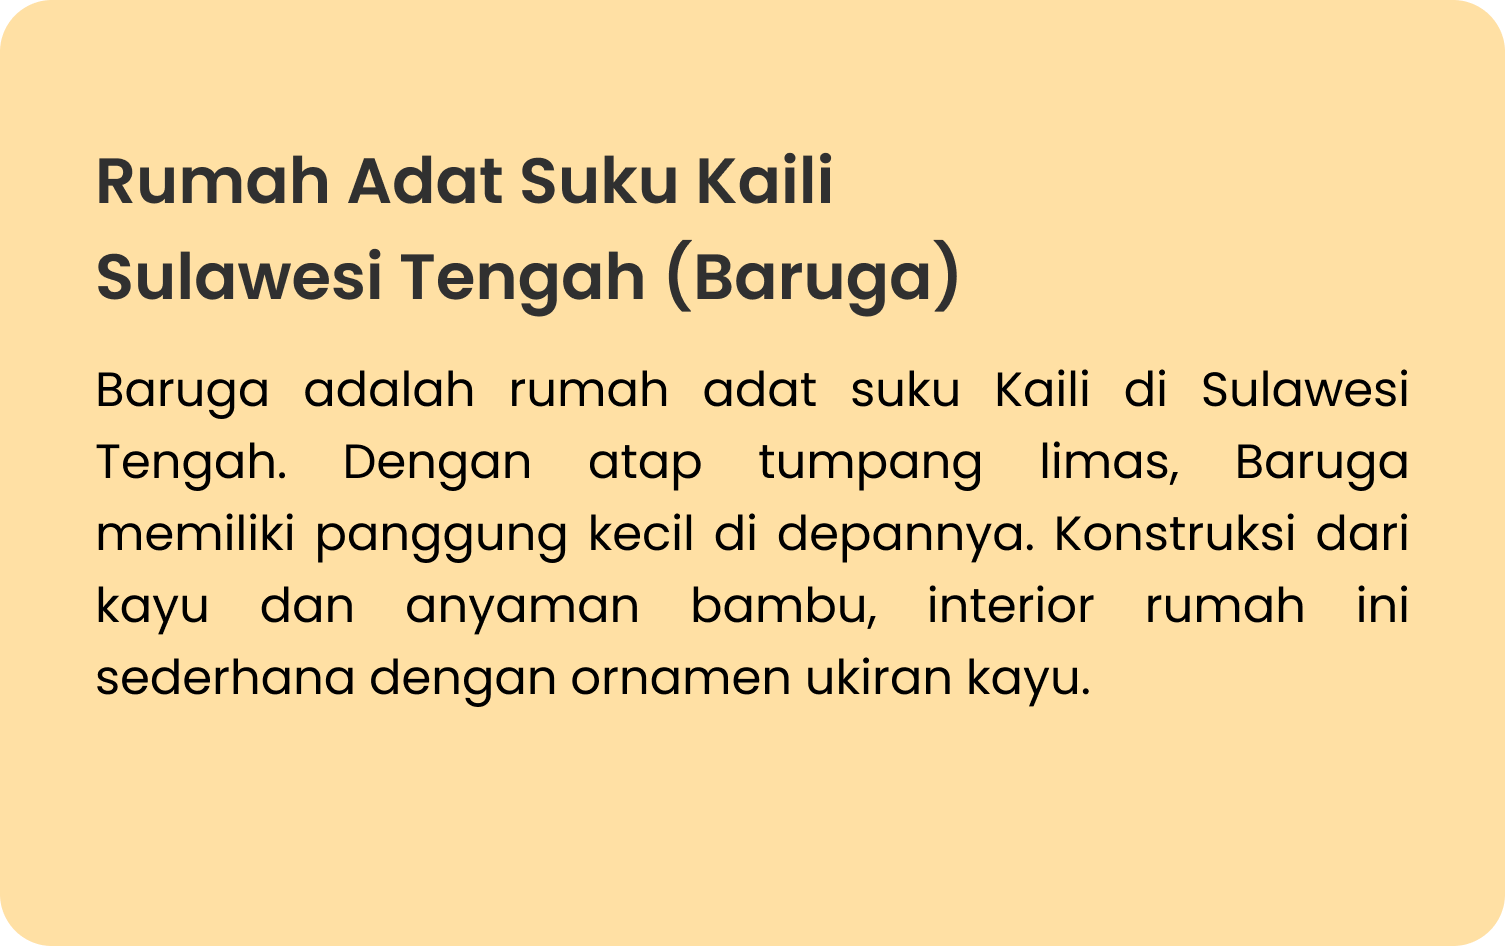 Rumah Adat Suku Kaili
Sulawesi Tengah (Baruga)
Baruga adalah rumah adat suku Kaili di Sulawesi
Tengah. Dengan atap tumpang limas, Baruga
memiliki panggung kecil di depannya. Konstruksi dari
kayu dan anyaman bambu, interior rumah ini
sederhana dengan ornamen ukiran kayu.